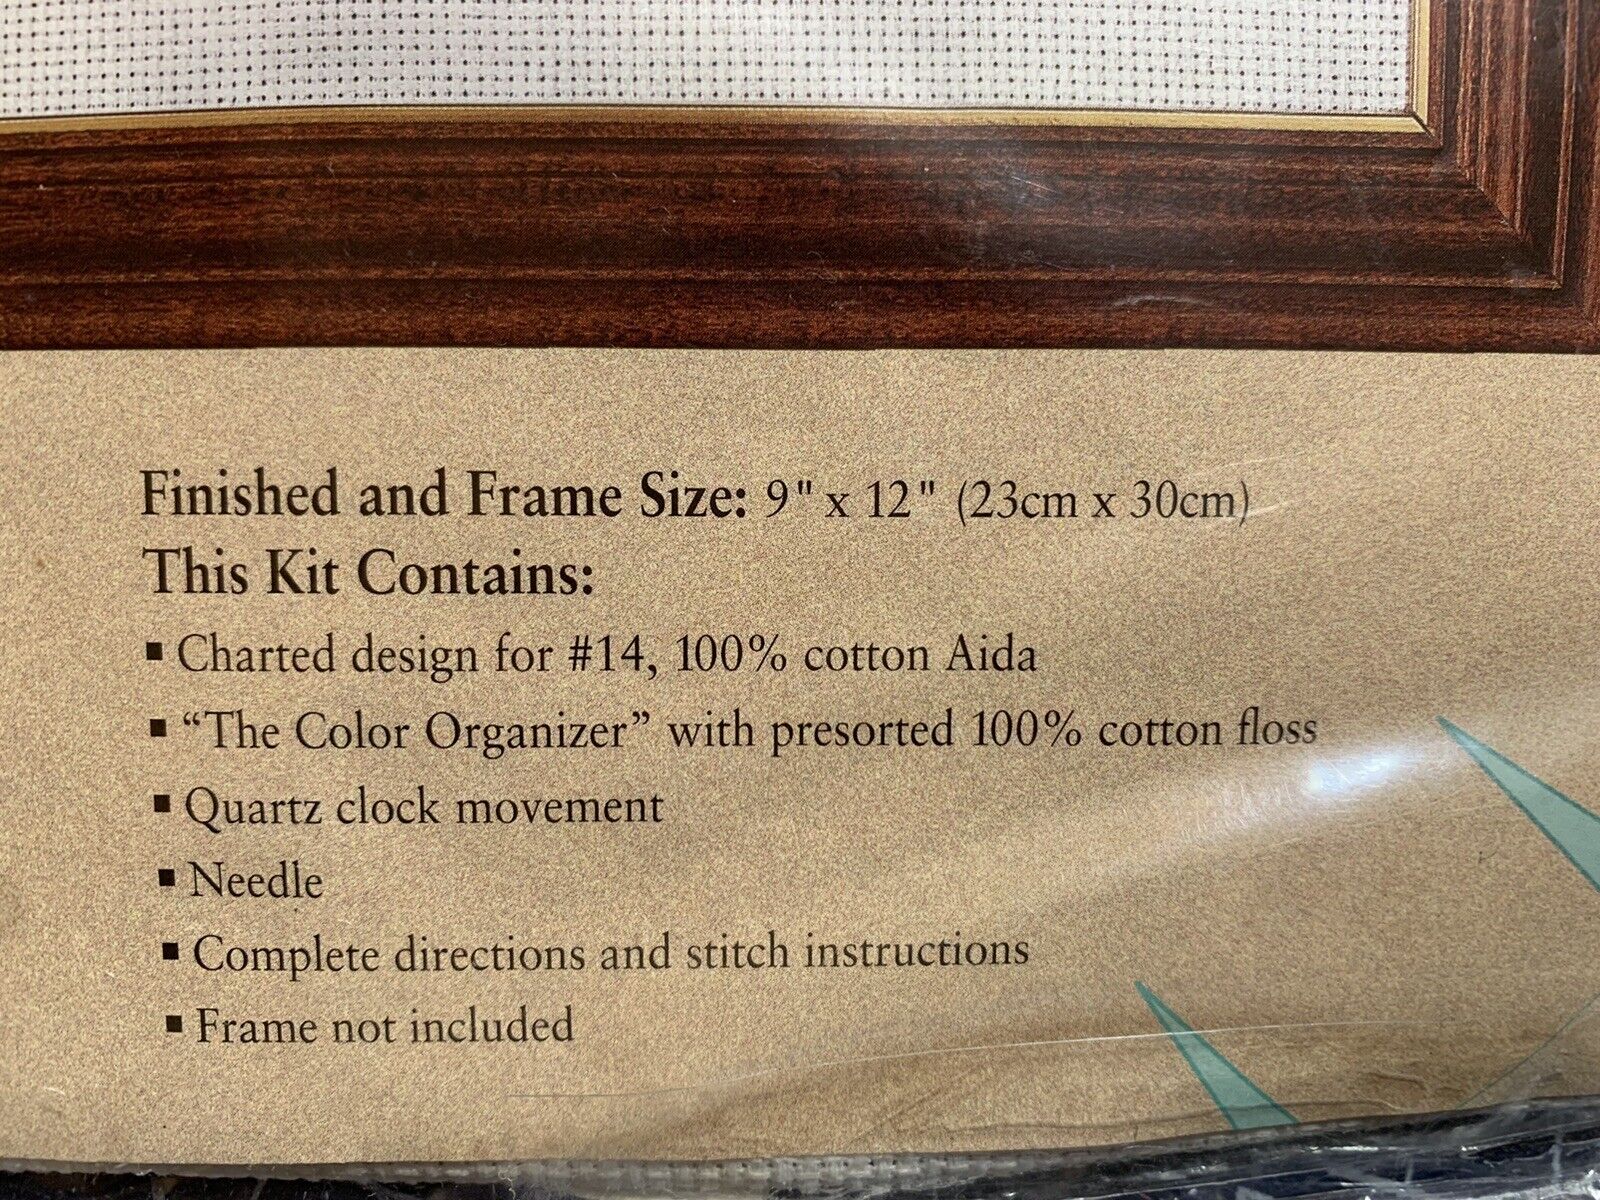 Finished and Frame Size: 9" x 12" (23cm x 30cm)
This Kit Contains:
▪ Charted design for #14, 100% cotton Aida
▪ “The Color Organizer” with presorted 100% cotton floss
▪ Quartz clock movement
▪ Needle
▪ Complete directions and stitch instructions
▪ Frame not included